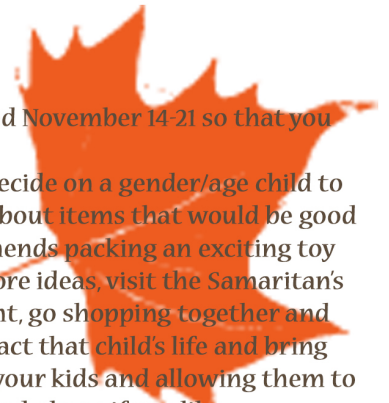 d November 14-21 so that you
ecide on a gender/age child to
bout items that would be good
ends packing an exciting toy
ore ideas, visit the Samaritan's
nt, go shopping together and
act that child's life and bring
your kids and allowing them to